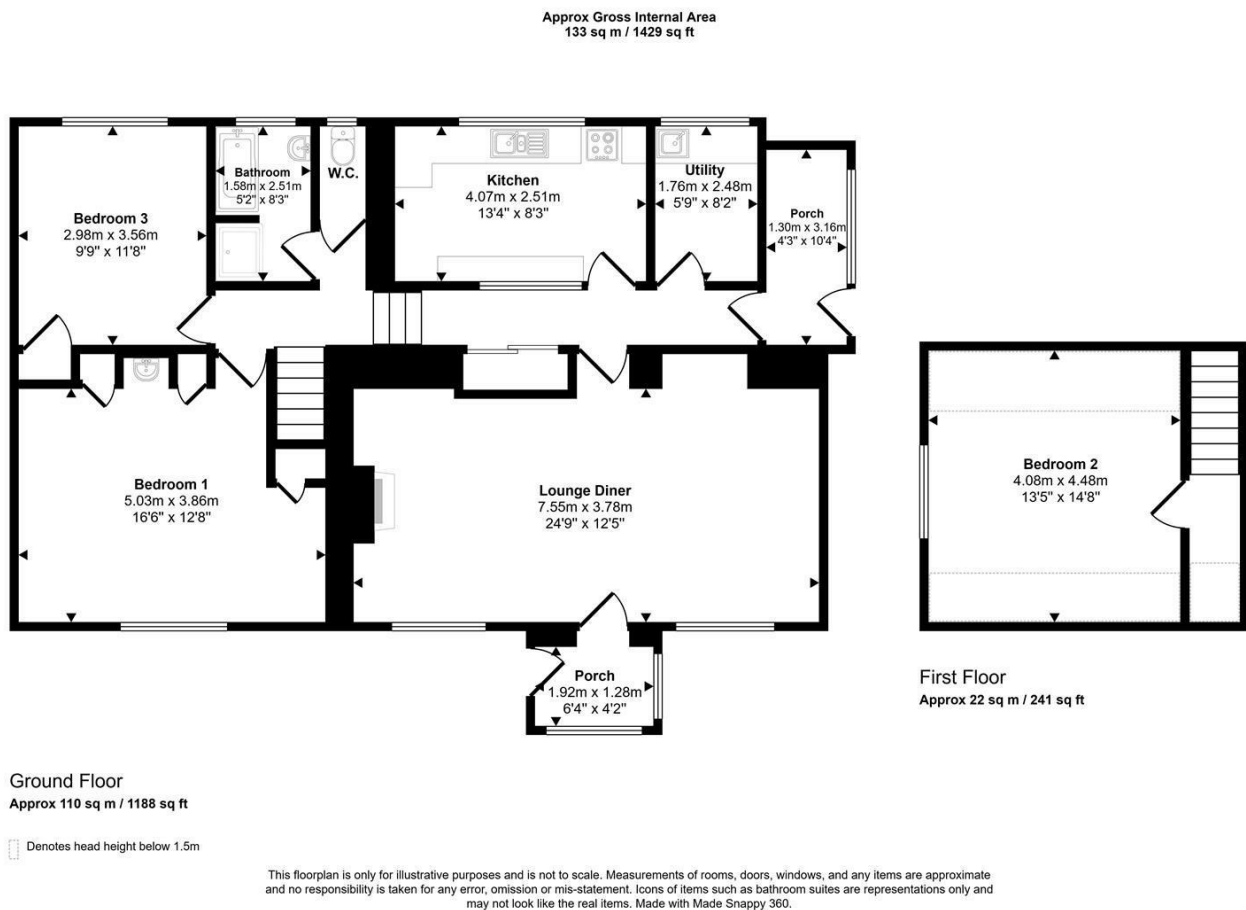 Approx Gross Internal Area
133 sq m / 1429 sq ft
Bathroom
1.58m x 2.51m
5'2" x 8'3"
W.C.
Kitchen
4.07m x 2.51m
13'4" x 8'3"
Utility
1.76m x 2.48m
5'9" x 8'2"
Bedroom 3
2.98m x 3.56m
9'9" x 11'8"
Porch
1.30m x 3.16m
4'3" x 10'4"
Bedroom 1
5.03m x 3.86m
16'6" x 12'8"
Lounge Diner
7.55m x 3.78m
24'9" x 12'5"
Bedroom 2
4.08m x 4.48m
13'5" x 14'8"
Porch
1.92m x 1.28m
6'4" x 4'2"
First Floor
Approx 22 sq m / 241 sq ft
Ground Floor
Approx 110 sq m / 1188 sq ft
Denotes head height below 1.5m
This floorplan is only for illustrative purposes and is not to scale. Measurements of rooms, doors, windows, and any items are approximate
and no responsibility is taken for any error, omission or mis-statement. Icons of items such as bathroom suites are representations only and
may not look like the real items. Made with Made Snappy 360.